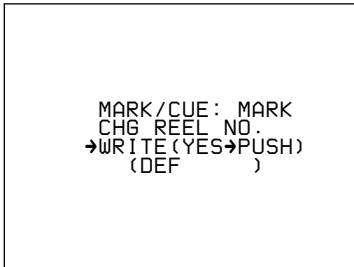 MARK/CUE: MARK
CHG REEL NO.
→WRITE(YES→PUSH)
(DEF )